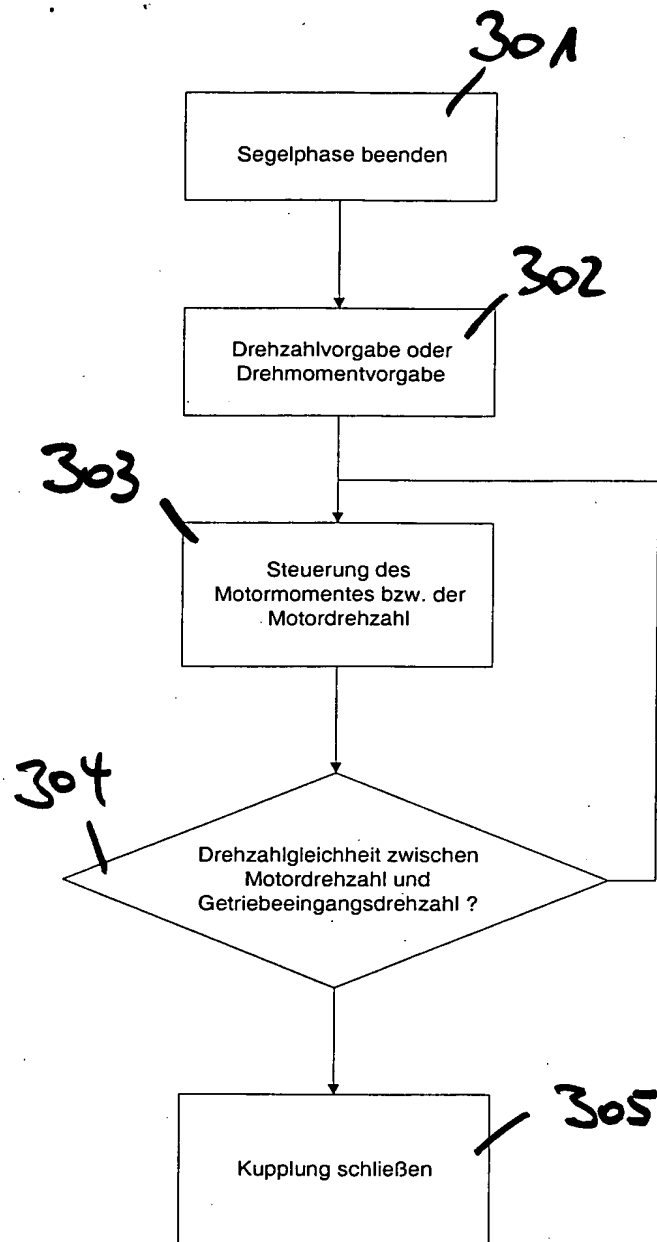 301
Segelphase beenden
302
Drehzahlvorgabe oder
Drehmomentvorgabe
303
Steuerung des
Motormomentes bzw. der
Motordrehzahl
304
Drehzahlgleichheit zwischen
Motordrehzahl und
Getriebeeingangsdrehzahl ?
305
Kupplung schließen